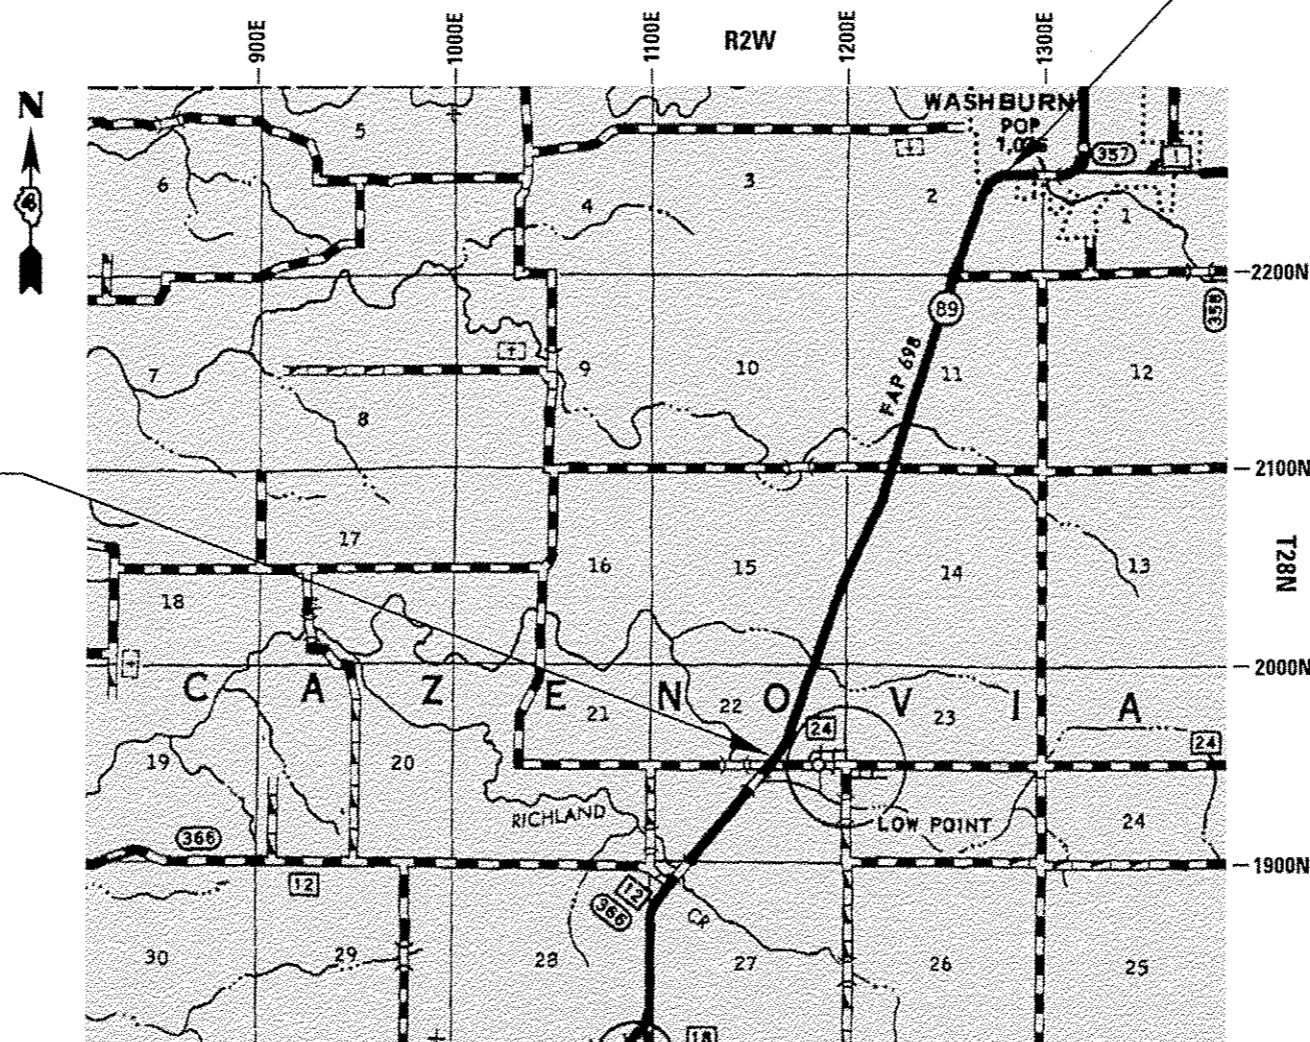 900E 1000E 1100E R2W 1200E 1300E
N
4
WASHBURN
POP
5 6 3 4 2 1
357 1
2200N
358
89
FAP 698
7 8 9 10 11 12
2100N
T28N
17 16 15 14 13
18
2000N
C A Z E N O V I A
21 22 23
24 24
19 20
RICHLAND
LOW POINT
24
366
12
1900N
12
366
CR
30 29 28 27 26 25
18